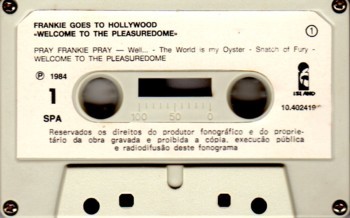 FRANKIE GOES TO HOLLYWOOD
«WELCOME TO THE PLEASUREDOME»
1
PRAY FRANKIE PRAY — Well... - The World is my Oyster - Snatch of Fury -
WELCOME TO THE PLEASUREDOME
℗ 1984
ISLAND
1
SPA
10.402419
100 50 0
Reservados os direitos do produtor fonográfico e do proprie-
tário da obra gravada e proibida a cópia, execução pública
e radiodifusão deste fonograma